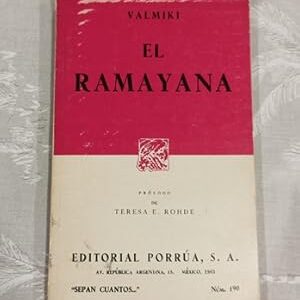 VALMIKI
EL
RAMAYANA
PRÓLOGO
DE
TERESA E. ROHDE
EDITORIAL PORRÚA, S. A.
AV. REPÚBLICA ARGENTINA, 15. MÉXICO, 1985
"SEPAN CUANTOS..." Núm. 190